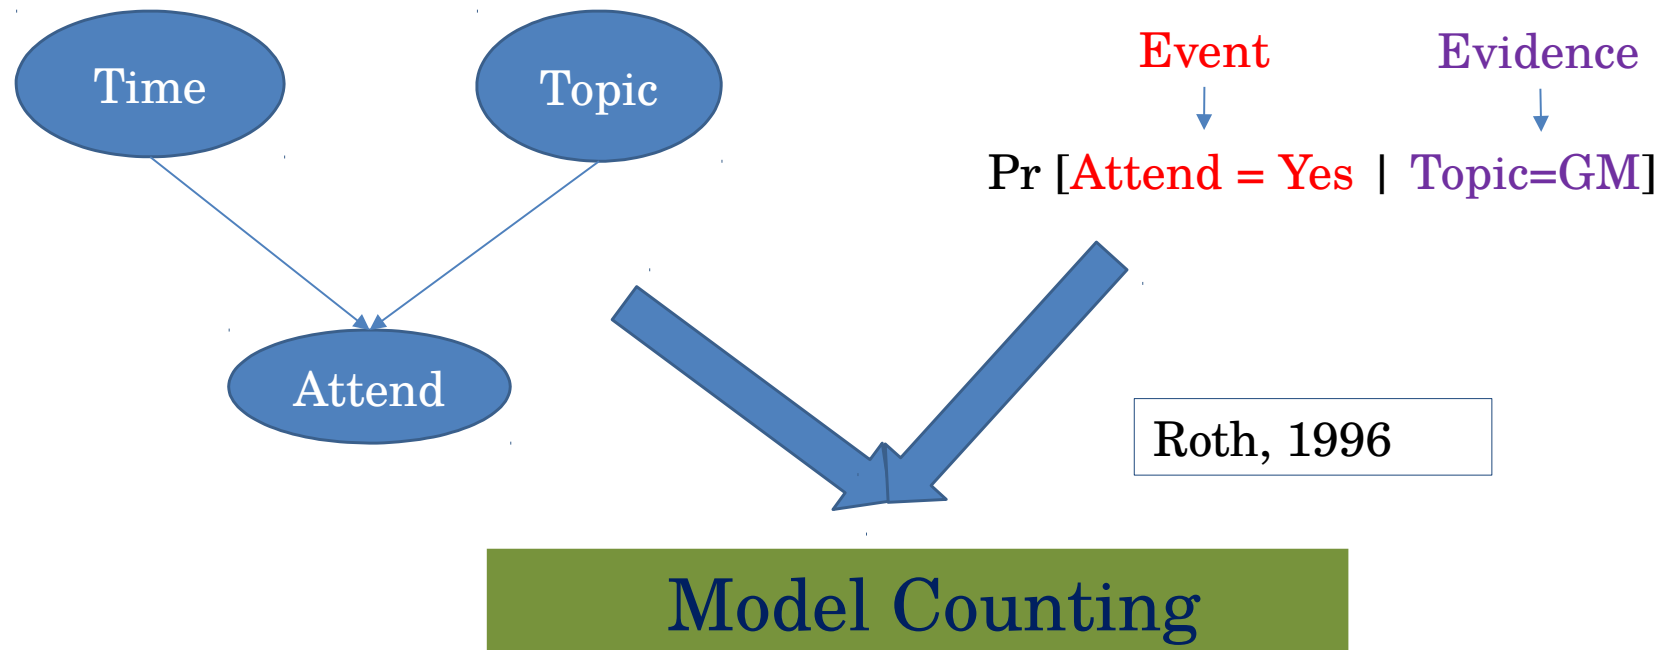 Time
Topic
Attend
Event
Evidence
Pr [Attend = Yes | Topic=GM]
Roth, 1996
Model Counting